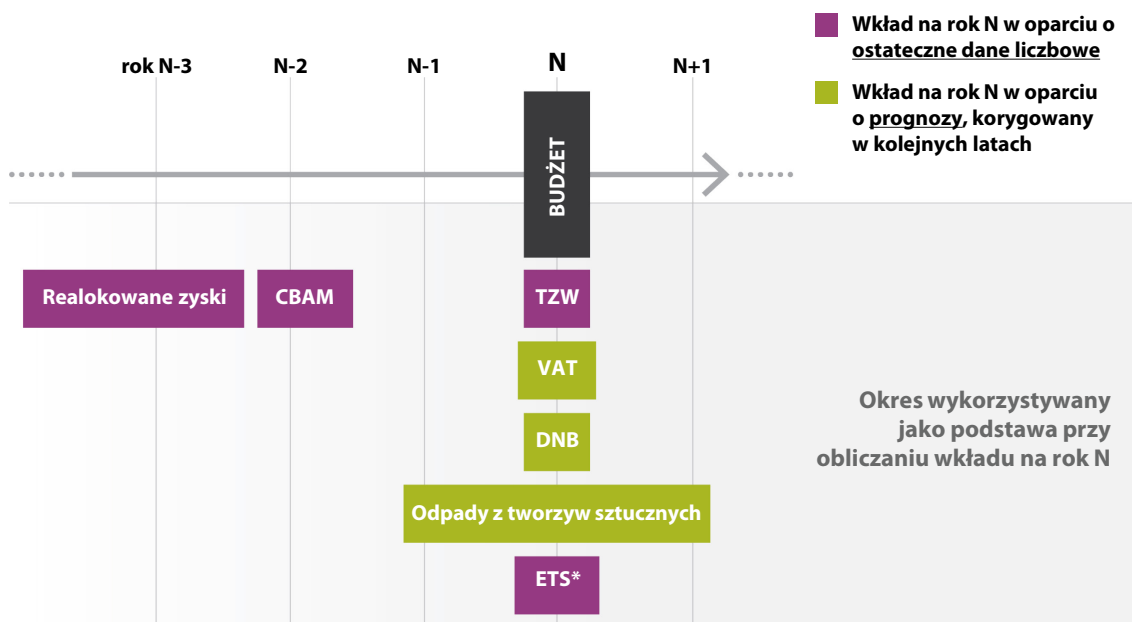 Wkład na rok N w oparciu o
ostateczne dane liczbowe
Wkład na rok N w oparciu
o prognozy, korygowany
w kolejnych latach
rok N-3
N-2
N-1
N
N+1
BUDŻET
Realokowane zyski
CBAM
TZW
VAT
DNB
Odpady z tworzyw sztucznych
ETS*
Okres wykorzystywany
jako podstawa przy
obliczaniu wkładu na rok N